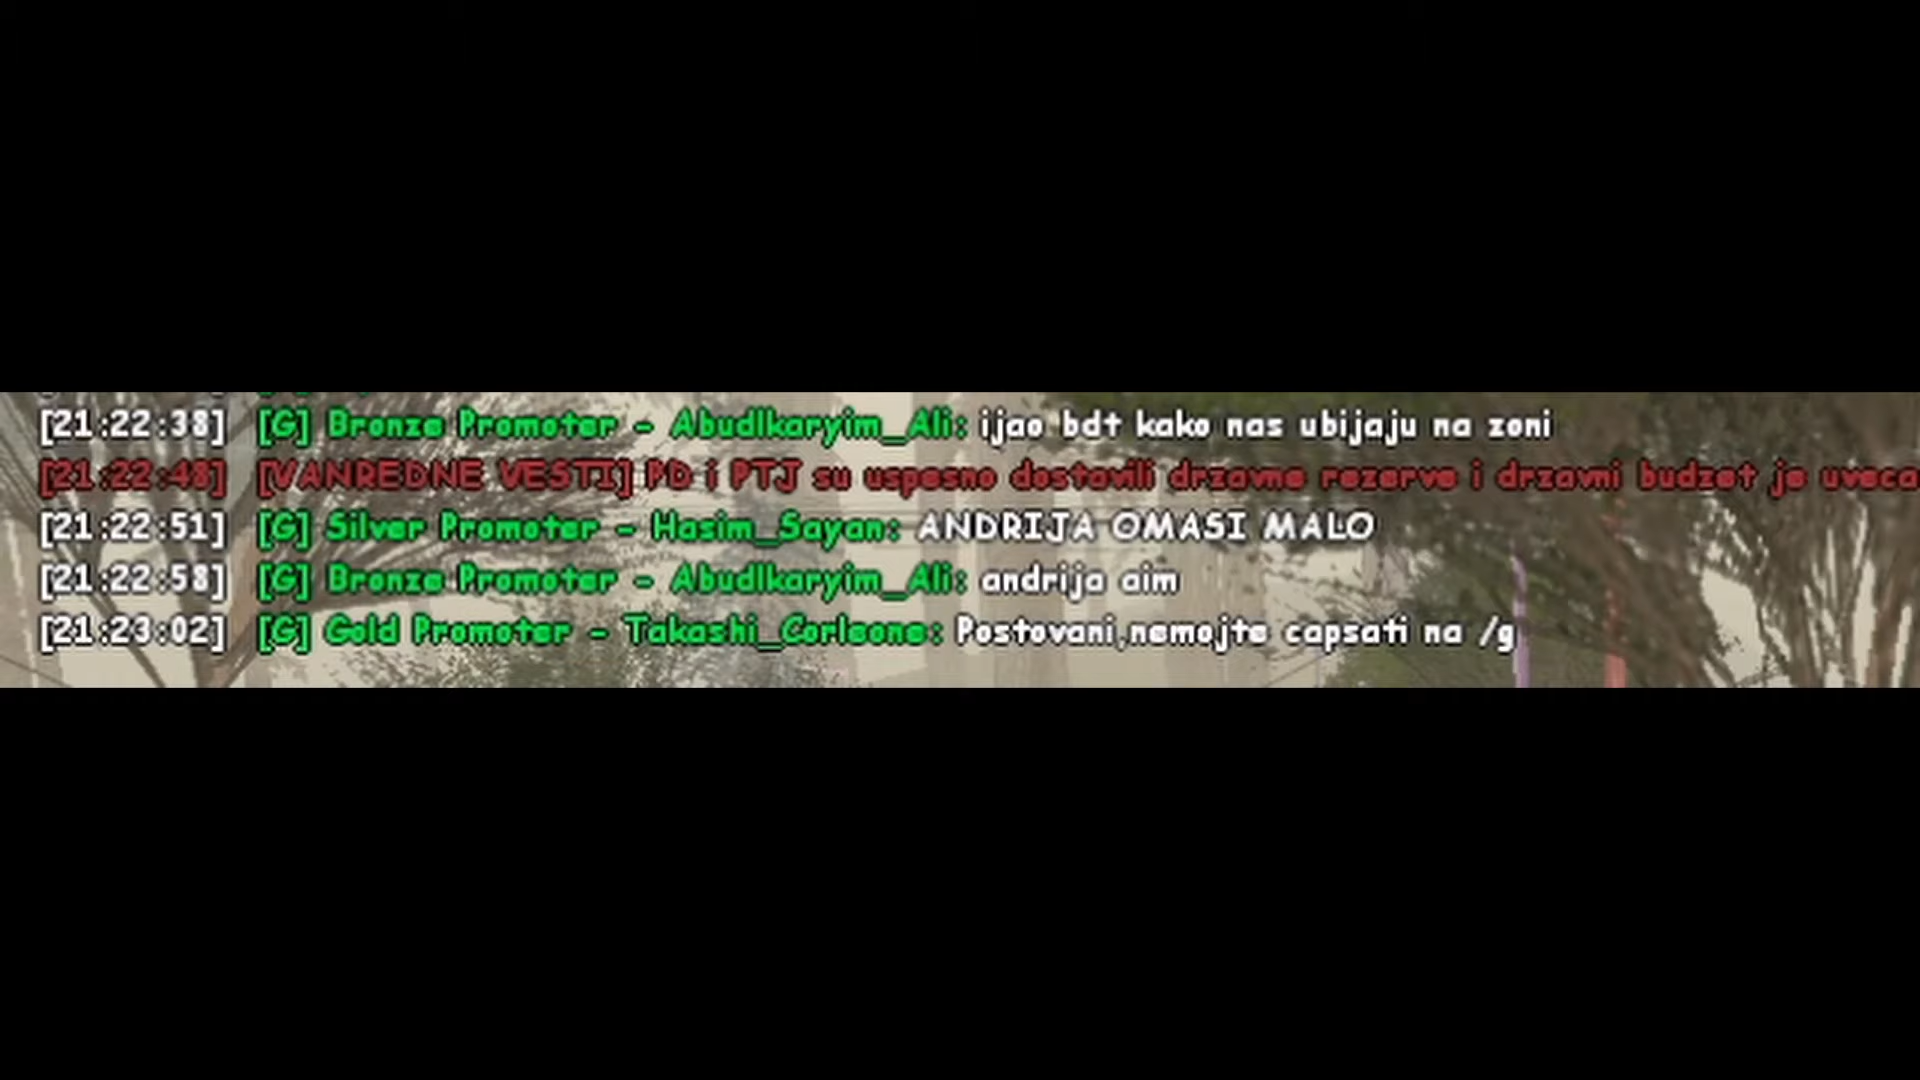 [21:22:38] [G] Bronze Promoter - Abudlkaryim_Ali: ijao bdt kako nas ubijaju na zoni
[21:22:48] [VANREDNE VESTI] PD i PTJ su uspesno dostavili drzavne rezerve i drzavni budzet je uveca
[21:22:51] [G] Silver Promoter - Hasim_Sayan: ANDRIJA OMASI MALO
[21:22:58] [G] Bronze Promoter - Abudlkaryim_Ali: andrija aim
[21:23:02] [G] Gold Promoter - Takashi_Corleone: Postovani,nemojte capsati na /g